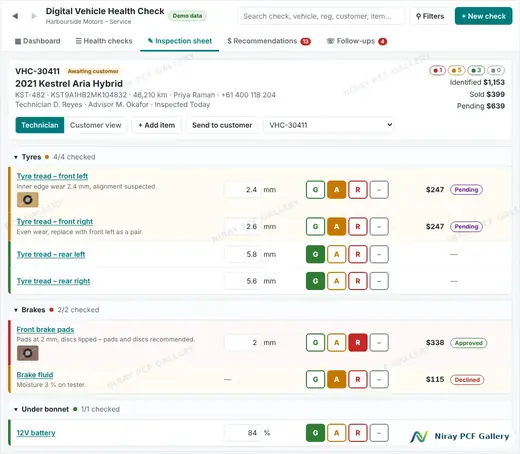 Digital Vehicle Health Check
Harbourside Motors – Service
Demo data
Search check, vehicle, reg, customer, item...
Filters
+ New check
Dashboard
Health checks
Inspection sheet
$ Recommendations 13
Follow-ups 4
VHC-30411 Awaiting customer
2021 Kestrel Aria Hybrid
KST-482 · KST9A1HB2MK104832 · 48,210 km · Priya Raman · +61 400 118 204
Technician D. Reyes · Advisor M. Okafor · Inspected Today
1 5 3 0
Identified $1,153
Sold $399
Pending $639
Technician Customer view + Add item Send to customer VHC-30411
Tyres 4/4 checked
Tyre tread – front left 2.4 mm G A R – $247 Pending
Inner edge wear 2.4 mm, alignment suspected.
Tyre tread – front right 2.6 mm G A R – $247 Pending
Even wear, replace with front left as a pair.
Tyre tread – rear left 5.8 mm G A R – —
Tyre tread – rear right 5.6 mm G A R – —
Brakes 2/2 checked
Front brake pads 2 mm G A R – $338 Approved
Pads at 2 mm, discs lipped – pads and discs recommended.
Brake fluid — G A R – $115 Declined
Moisture 3 % on tester.
Under bonnet 1/1 checked
12V battery 84 % G A R –
Niray PCF Gallery
NIRAY PCF GALLERY